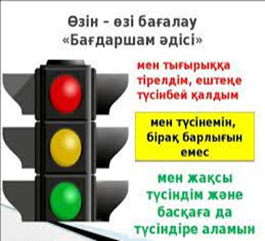 Өзін – өзі бағалау
«Бағдаршам әдісі»
мен тығырыққа
тірелдім, ештеңе
түсінбей қалдым
мен түсінемін,
бірақ барлығын
емес
мен жақсы
түсіндім және
басқаға да
түсіндіре аламын